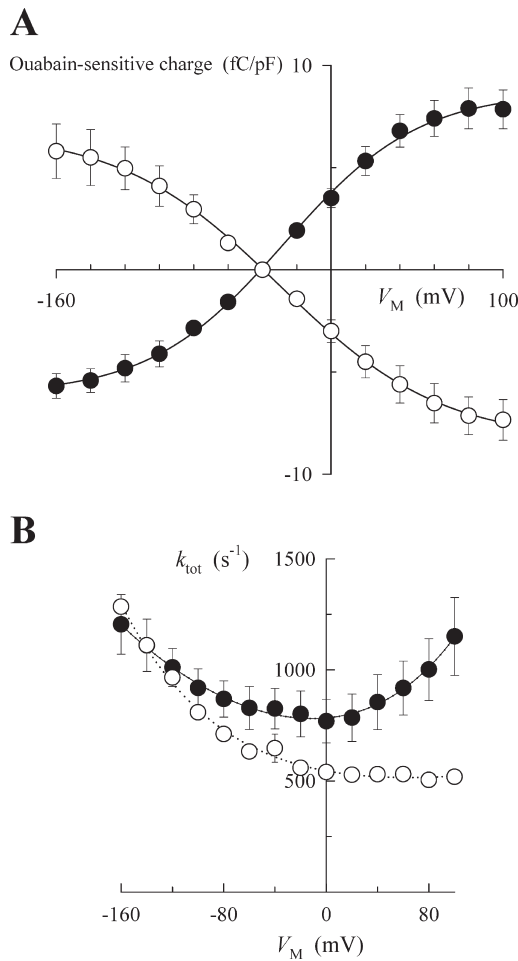 A
Ouabain-sensitive charge (fC/pF)
10
-160
V_M (mV)
100
-10
B
k_tot (s⁻¹)
1500
1000
500
-160
-80
0
80
V_M (mV)